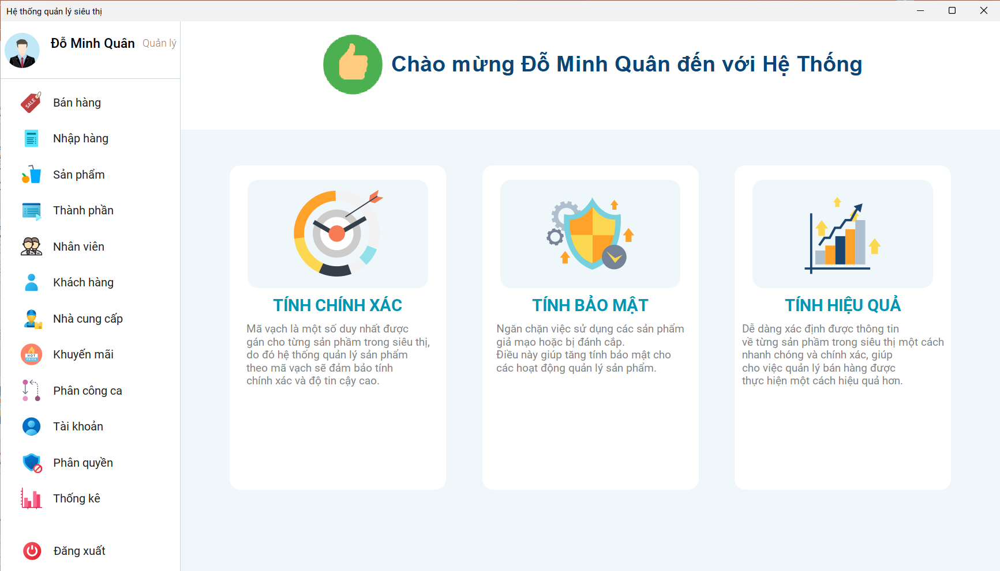 Hệ thống quản lý siêu thị
Đỗ Minh Quân Quản lý
Chào mừng Đỗ Minh Quân đến với Hệ Thống
SALE
Bán hàng
Nhập hàng
Sản phẩm
Thành phần
Nhân viên
Khách hàng
Nhà cung cấp
HOT
PRICE
Khuyến mãi
Phân công ca
Tài khoản
Phân quyền
Thống kê
Đăng xuất
TÍNH CHÍNH XÁC
Mã vạch là một số duy nhất được
gán cho từng sản phầm trong siêu thị,
do đó hệ thống quản lý sản phẩm
theo mã vạch sẽ đảm bảo tính
chính xác và độ tin cậy cao.
TÍNH BẢO MẬT
Ngăn chặn việc sử dụng các sản phẩm
giả mạo hoặc bị đánh cắp.
Điều này giúp tăng tính bảo mật cho
các hoạt động quản lý sản phẩm.
TÍNH HIỆU QUẢ
Dễ dàng xác định được thông tin
về từng sản phầm trong siêu thị một cách
nhanh chóng và chính xác, giúp
cho việc quản lý bán hàng được
thực hiện một cách hiệu quả hơn.